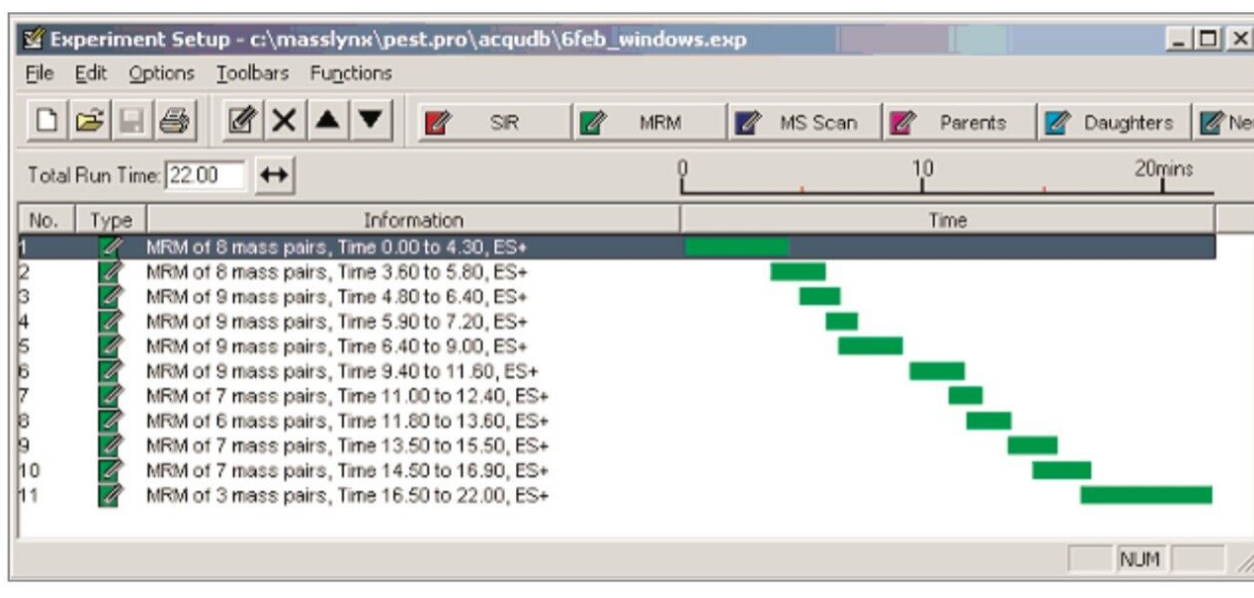 Experiment Setup - c:\masslynx\pest.pro\acqudb\6feb_windows.exp
File Edit Options Toolbars Functions
SIR MRM MS Scan Parents Daughters Ne
Total Run Time: 22.00 0 10 20mins
No. Type Information Time
1 MRM of 8 mass pairs, Time 0.00 to 4.30, ES+
2 MRM of 8 mass pairs, Time 3.60 to 5.80, ES+
3 MRM of 9 mass pairs, Time 4.80 to 6.40, ES+
4 MRM of 9 mass pairs, Time 5.90 to 7.20, ES+
5 MRM of 9 mass pairs, Time 6.40 to 9.00, ES+
6 MRM of 9 mass pairs, Time 9.40 to 11.60, ES+
7 MRM of 7 mass pairs, Time 11.00 to 12.40, ES+
8 MRM of 6 mass pairs, Time 11.80 to 13.60, ES+
9 MRM of 7 mass pairs, Time 13.50 to 15.50, ES+
10 MRM of 7 mass pairs, Time 14.50 to 16.90, ES+
11 MRM of 3 mass pairs, Time 16.50 to 22.00, ES+
NUM